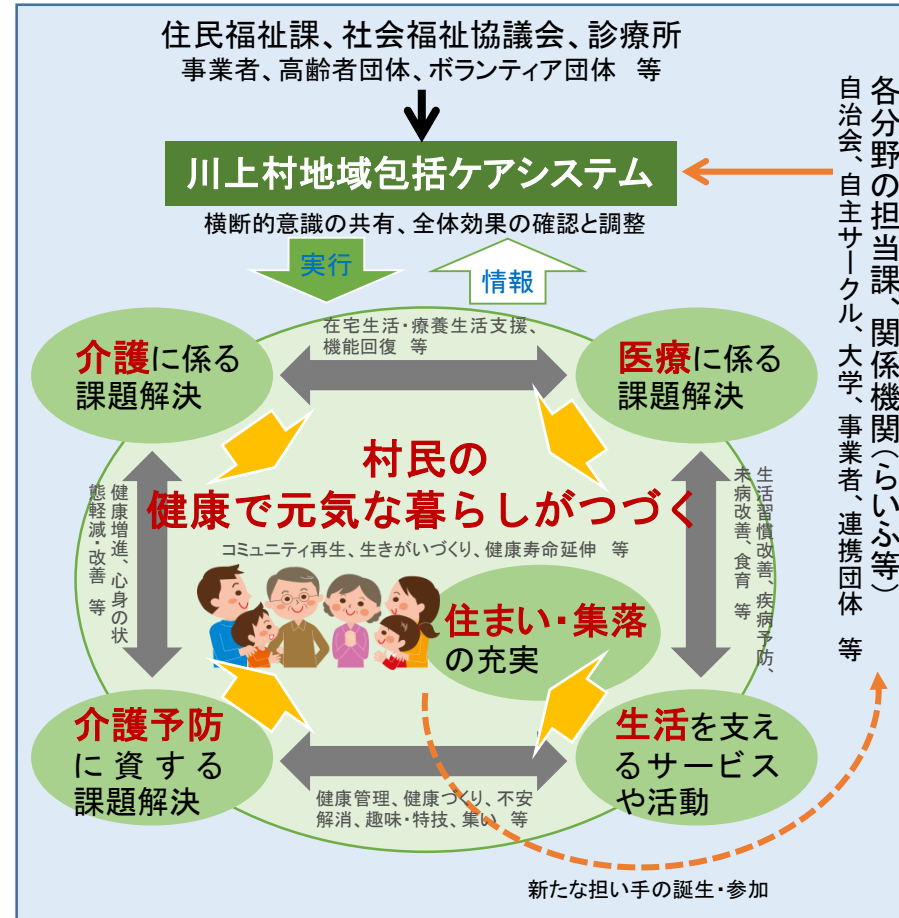 住民福祉課、社会福祉協議会、診療所
事業者、高齢者団体、ボランティア団体　等
川上村地域包括ケアシステム
横断的意識の共有、全体効果の確認と調整
実行
情報
各分野の担当課、関係機関（らいふ等）
自治会、自主サークル、大学、事業者、連携団体　等
介護に係る
課題解決
在宅生活・療養生活支援、
機能回復　等
医療に係る
課題解決
村民の
健康で元気な暮らしがつづく
コミュニティ再生、生きがいづくり、健康寿命延伸　等
健康増進、心身の状
態軽減・改善　等
生活習慣改善、疾病予防、
未病改善、食育　等
住まい・集落
の充実
介護予防
に資する
課題解決
健康管理、健康づくり、不安
解消、趣味・特技、集い　等
生活を支え
るサービス
や活動
新たな担い手の誕生・参加